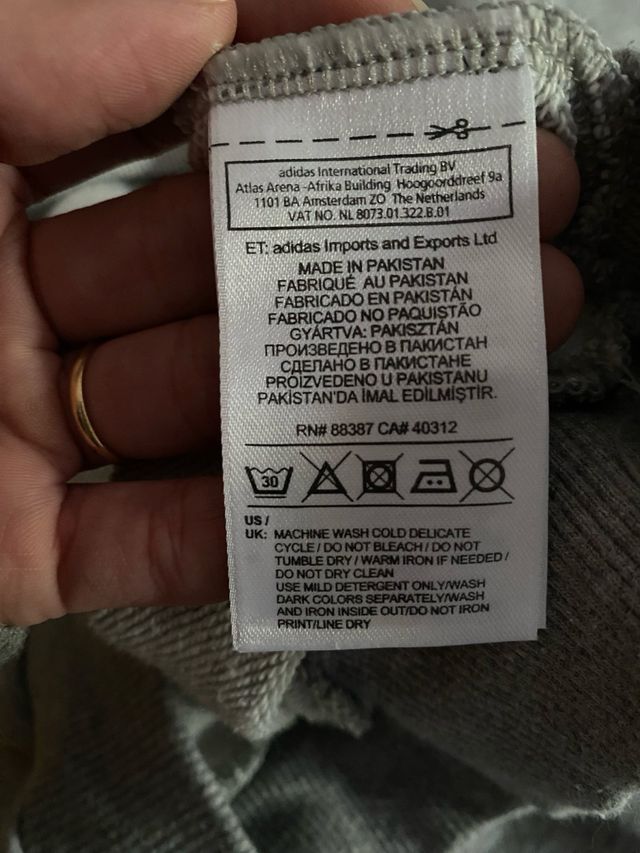 adidas International Trading BV
Atlas Arena -Afrika Building Hoogoorddreef 9a
1101 BA Amsterdam ZO The Netherlands
VAT NO. NL 8073.01.322.B.01
ET: adidas Imports and Exports Ltd
MADE IN PAKISTAN
FABRIQUÉ AU PAKISTAN
FABRICADO EN PAKISTÁN
FABRICADO NO PAQUISTÃO
GYÁRTVA: PAKISZTÁN
ПРОИЗВЕДЕНО В ПАКИСТАН
СДЕЛАНО В ПАКИСТАНЕ
PROIZVEDENO U PAKISTANU
PAKİSTAN'DA İMAL EDİLMİŞTİR.
RN# 88387 CA# 40312
30
US /
UK: MACHINE WASH COLD DELICATE
CYCLE / DO NOT BLEACH / DO NOT
TUMBLE DRY / WARM IRON IF NEEDED /
DO NOT DRY CLEAN
USE MILD DETERGENT ONLY/WASH
DARK COLORS SEPARATELY/WASH
AND IRON INSIDE OUT/DO NOT IRON
PRINT/LINE DRY